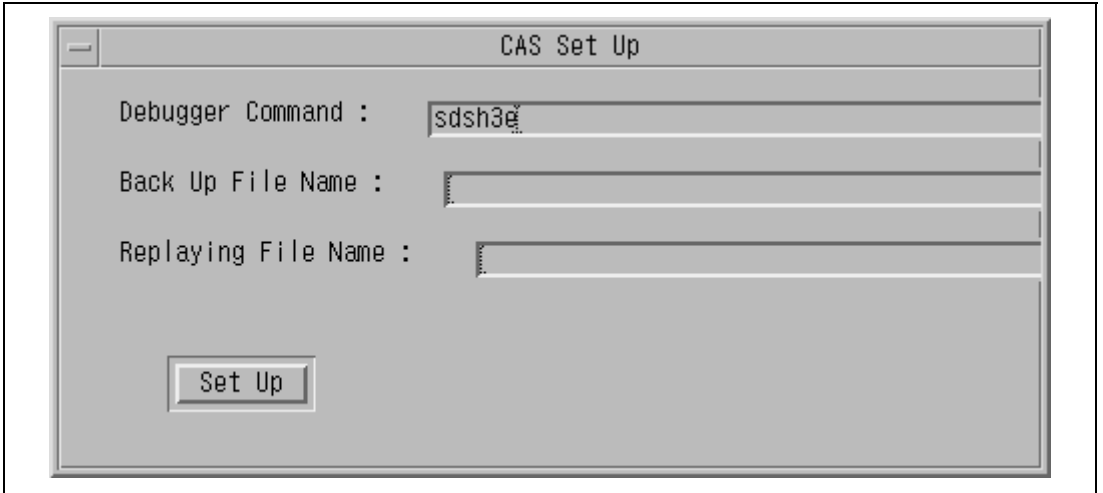 CAS Set Up
Debugger Command : sdsh3e
Back Up File Name :
Replaying File Name :
Set Up